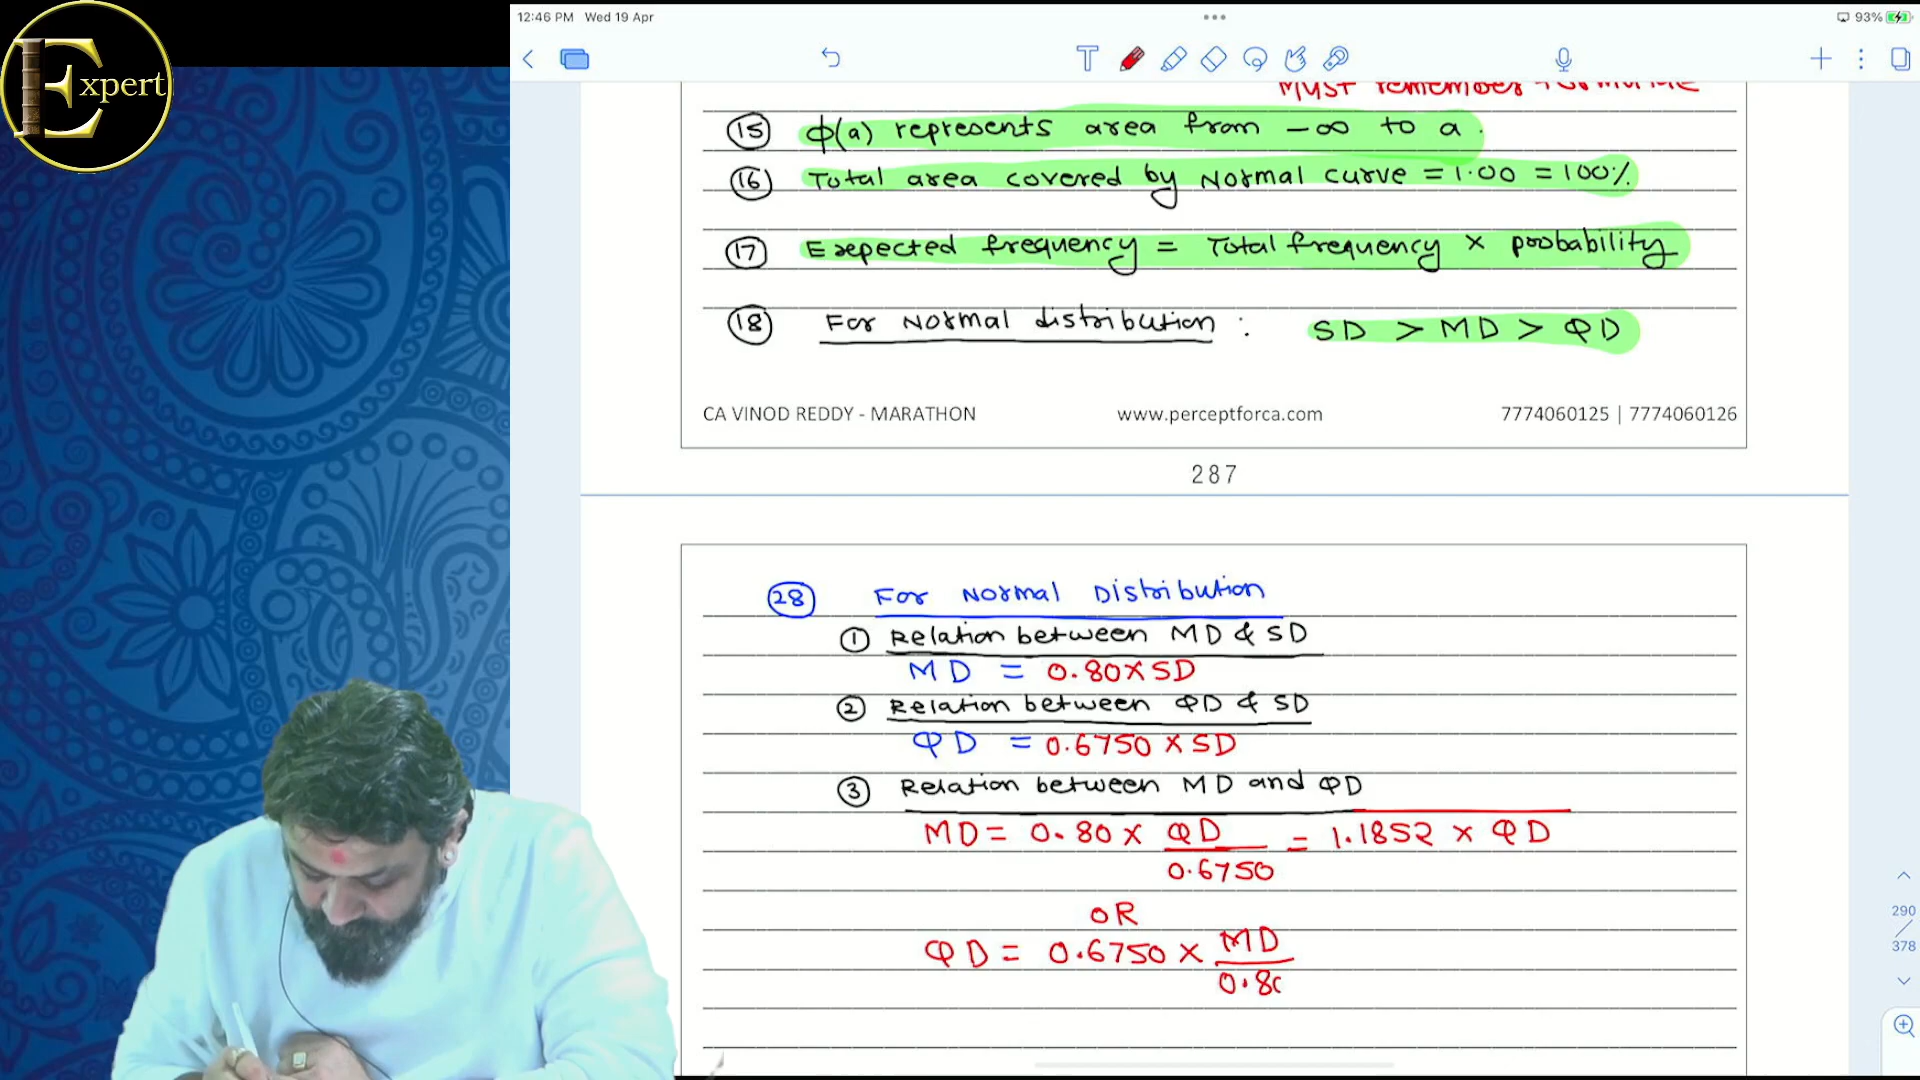 Expert
12:46 PM Wed 19 Apr
93%
Must remember formulae
15 φ(a) represents area from -∞ to a.
16 Total area covered by Normal curve = 1.00 = 100%
17 Expected frequency = Total frequency × probability
18 For Normal distribution : SD > MD > QD
CA VINOD REDDY - MARATHON www.perceptforca.com 7774060125 | 7774060126
287
28 For Normal Distribution
1 Relation between MD & SD
MD = 0.80 × SD
2 Relation between QD & SD
QD = 0.6750 × SD
3 Relation between MD and QD
MD = 0.80 × QD/0.6750 = 1.1852 × QD
OR
QD = 0.6750 × MD/0.80
290
378